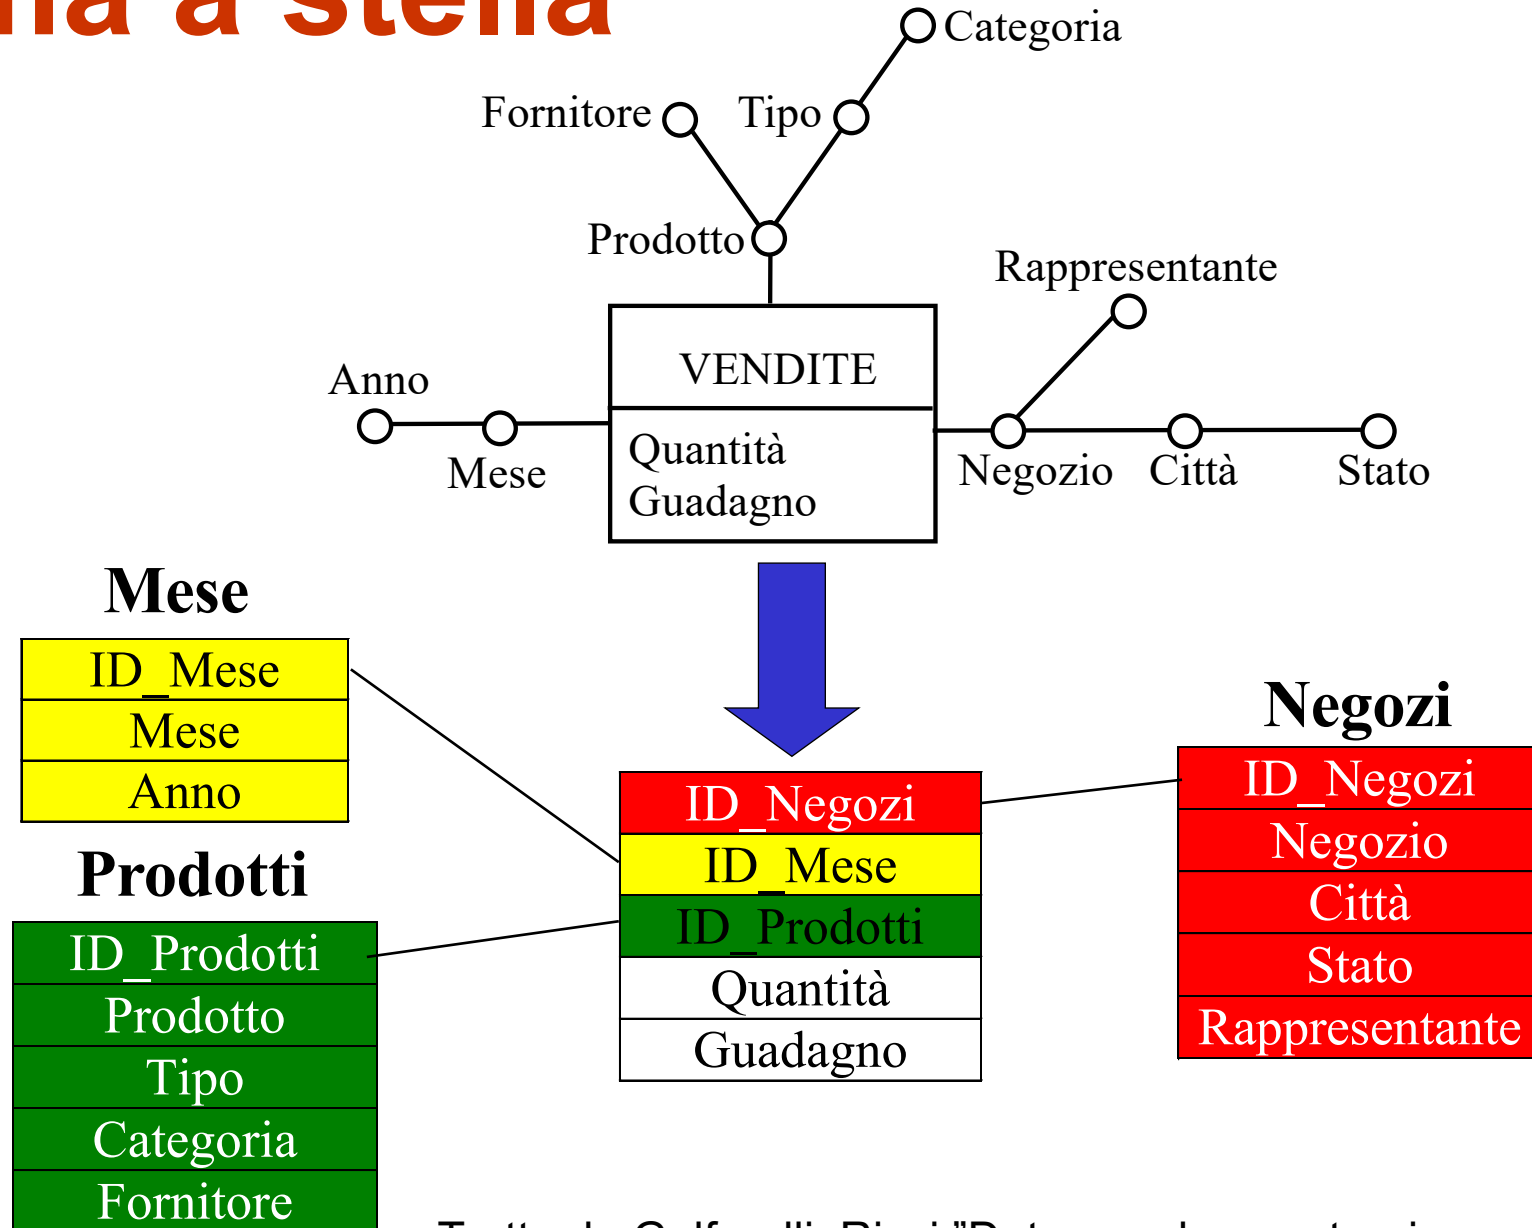 a stella
Categoria
Fornitore
Tipo
Prodotto
Rappresentante
Anno
VENDITE
Mese
Quantità
Guadagno
Negozio
Città
Stato
Mese
ID_Mese
Mese
Anno
Negozi
ID_Negozi
Negozio
Città
Stato
Rappresentante
ID_Negozi
ID_Mese
ID_Prodotti
Quantità
Guadagno
Prodotti
ID_Prodotti
Prodotto
Tipo
Categoria
Fornitore